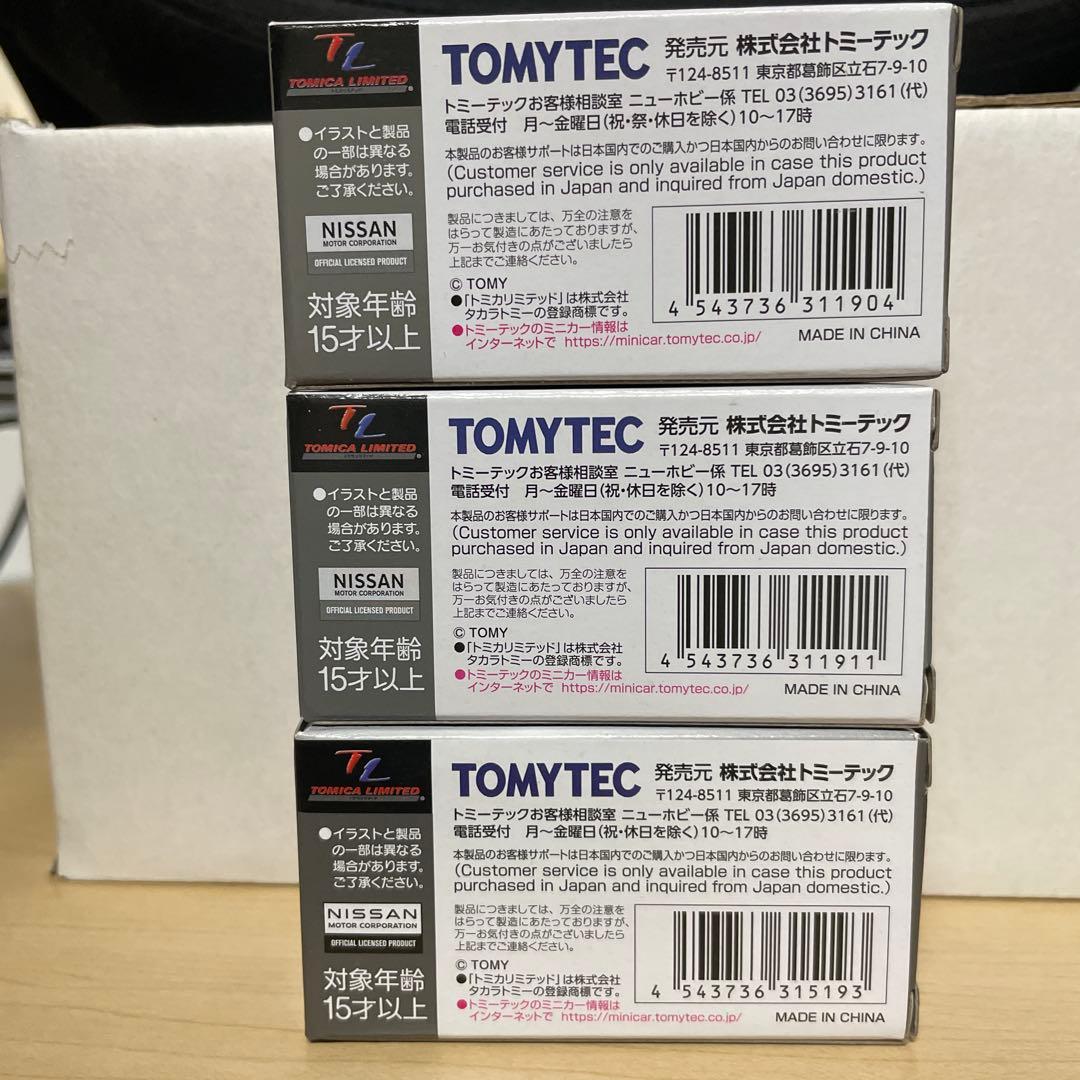 TL
TOMICA LIMITED
●イラストと製品
の一部は異なる
場合があります。
ご了承ください。
NISSAN
MOTOR CORPORATION
OFFICIAL LICENSED PRODUCT
対象年齢
15才以上
TOMYTEC 発売元 株式会社トミーテック
〒124-8511 東京都葛飾区立石7-9-10
トミーテックお客様相談室 ニューホビー係 TEL 03(3695)3161(代)
電話受付 月〜金曜日(祝・祭・休日を除く)10〜17時
本製品のお客様サポートは日本国内でのご購入かつ日本国内からのお問い合わせに限ります。
(Customer service is only available in case this product
purchased in Japan and inquired from Japan domestic.)
製品につきましては、万全の注意を
はらって製造にあたっておりますが、
万一お気付きの点がございましたら
上記までご連絡ください。
© TOMY
●「トミカリミテッド」は株式会社
タカラトミーの登録商標です。
●トミーテックのミニカー情報は
インターネットで https://minicar.tomytec.co.jp/
4 543736 311904
MADE IN CHINA
TL
TOMICA LIMITED
●イラストと製品
の一部は異なる
場合があります。
ご了承ください。
NISSAN
MOTOR CORPORATION
OFFICIAL LICENSED PRODUCT
対象年齢
15才以上
TOMYTEC 発売元 株式会社トミーテック
〒124-8511 東京都葛飾区立石7-9-10
トミーテックお客様相談室 ニューホビー係 TEL 03(3695)3161(代)
電話受付 月〜金曜日(祝・休日を除く)10〜17時
本製品のお客様サポートは日本国内でのご購入かつ日本国内からのお問い合わせに限ります。
(Customer service is only available in case this product
purchased in Japan and inquired from Japan domestic.)
製品につきましては、万全の注意を
はらって製造にあたっておりますが、
万一お気付きの点がございましたら
上記までご連絡ください。
© TOMY
●「トミカリミテッド」は株式会社
タカラトミーの登録商標です。
●トミーテックのミニカー情報は
インターネットで https://minicar.tomytec.co.jp/
4 543736 311911
MADE IN CHINA
TL
TOMICA LIMITED
●イラストと製品
の一部は異なる
場合があります。
ご了承ください。
NISSAN
MOTOR CORPORATION
OFFICIAL LICENSED PRODUCT
対象年齢
15才以上
TOMYTEC 発売元 株式会社トミーテック
〒124-8511 東京都葛飾区立石7-9-10
トミーテックお客様相談室 ニューホビー係 TEL 03(3695)3161(代)
電話受付 月〜金曜日(祝・休日を除く)10〜17時
本製品のお客様サポートは日本国内でのご購入かつ日本国内からのお問い合わせに限ります。
(Customer service is only available in case this product
purchased in Japan and inquired from Japan domestic.)
製品につきましては、万全の注意を
はらって製造にあたっておりますが、
万一お気付きの点がございましたら
上記までご連絡ください。
© TOMY
●「トミカリミテッド」は株式会社
タカラトミーの登録商標です。
●トミーテックのミニカー情報は
インターネットで https://minicar.tomytec.co.jp/
4 543736 315193
MADE IN CHINA